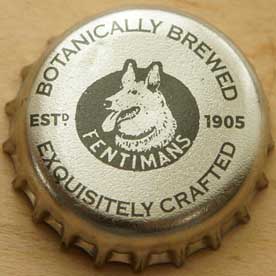 BOTANICALLY BREWED
ESTD 1905
FENTIMANS
EXQUISITELY CRAFTED